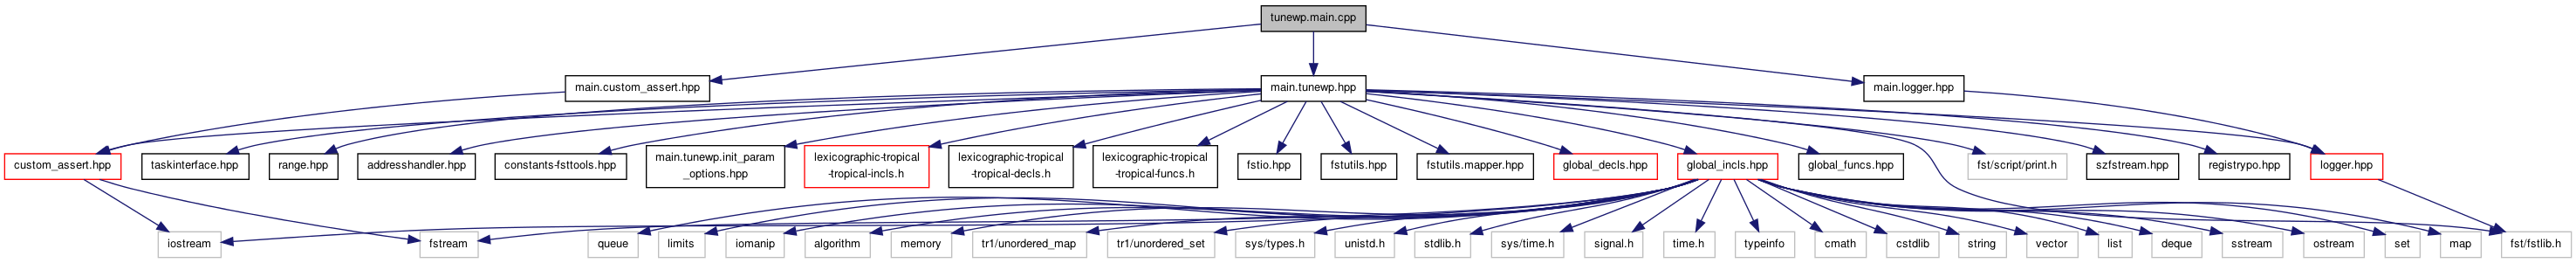 tunewp.main.cpp
main.custom_assert.hpp
main.tunewp.hpp
main.logger.hpp
custom_assert.hpp
taskinterface.hpp
range.hpp
addresshandler.hpp
constants-fsttools.hpp
main.tunewp.init_param
_options.hpp
lexicographic-tropical
-tropical-incls.h
lexicographic-tropical
-tropical-decls.h
lexicographic-tropical
-tropical-funcs.h
fstio.hpp
fstutils.hpp
fstutils.mapper.hpp
global_decls.hpp
global_incls.hpp
global_funcs.hpp
fst/script/print.h
szfstream.hpp
registrypo.hpp
logger.hpp
iostream
fstream
queue
limits
iomanip
algorithm
memory
tr1/unordered_map
tr1/unordered_set
sys/types.h
unistd.h
stdlib.h
sys/time.h
signal.h
time.h
typeinfo
cmath
cstdlib
string
vector
list
deque
sstream
ostream
set
map
fst/fstlib.h